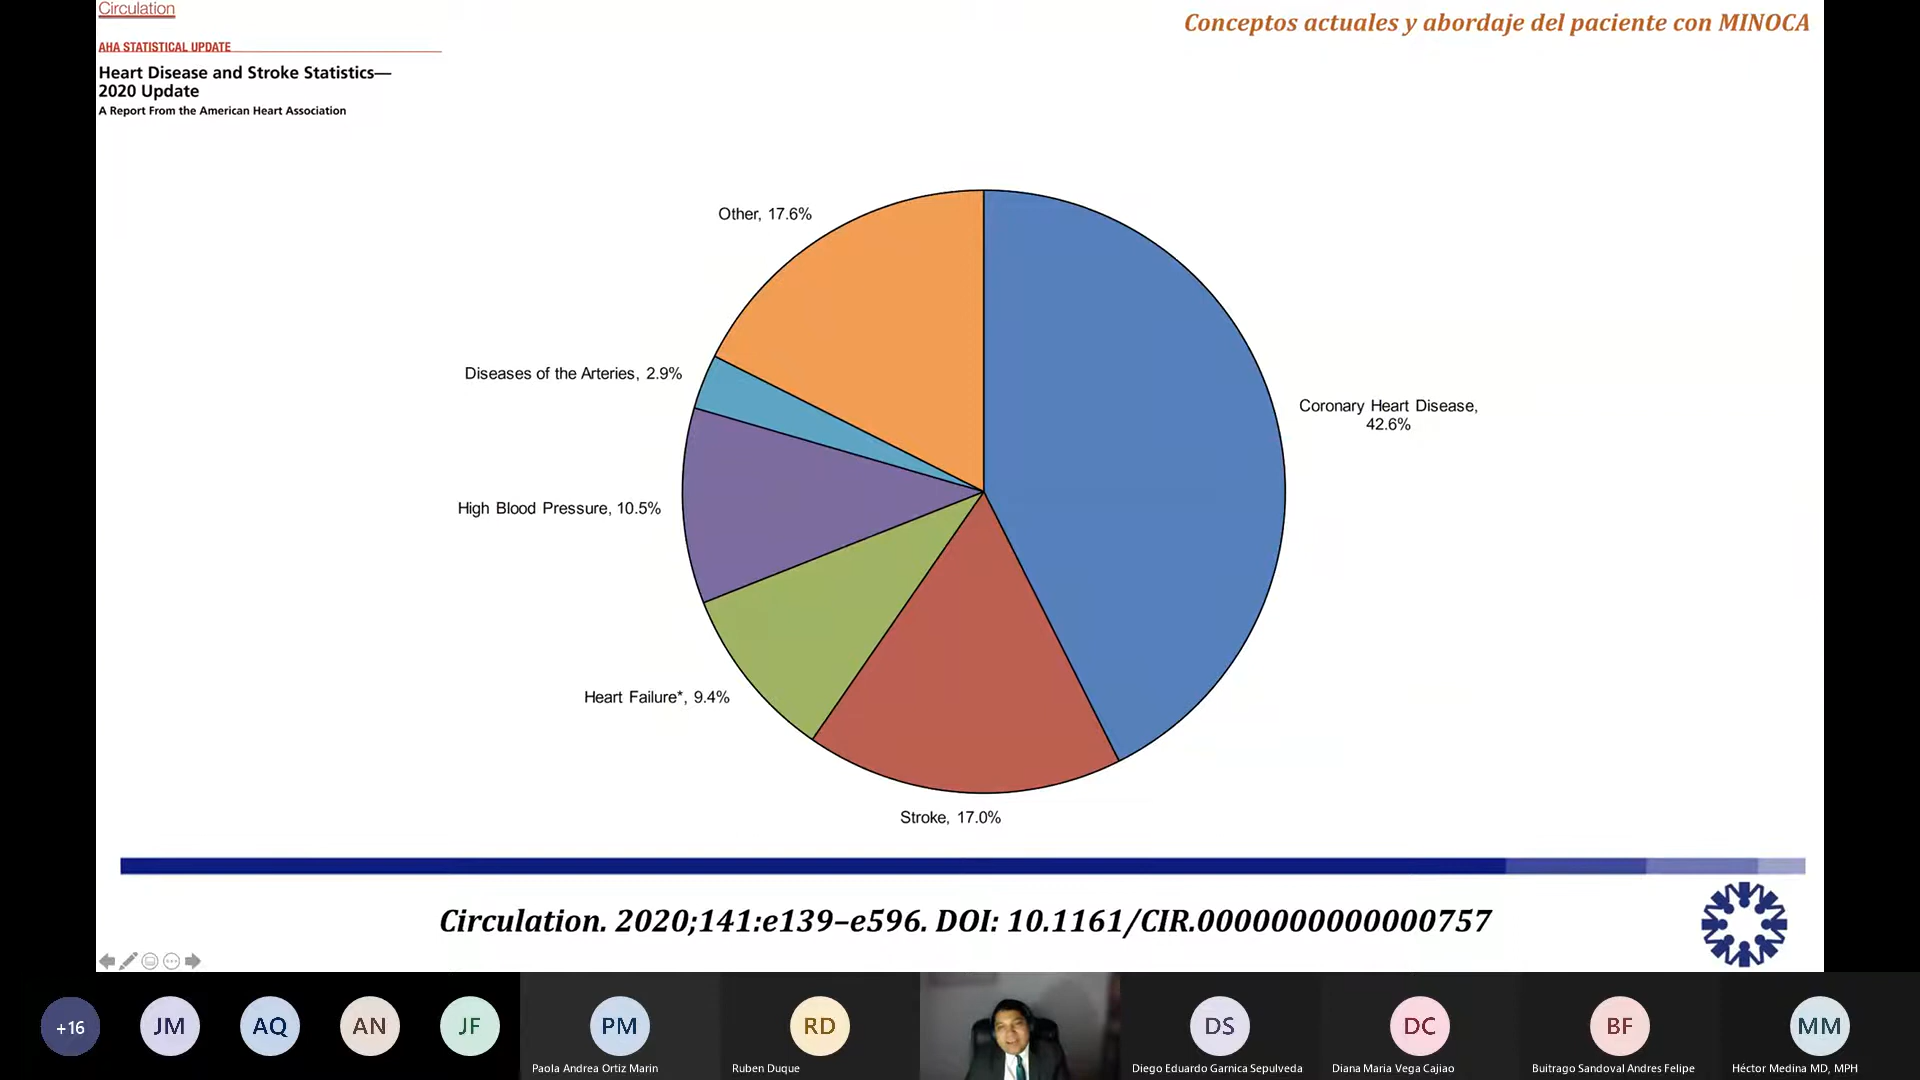 Circulation
Conceptos actuales y abordaje del paciente con MINOCA
AHA STATISTICAL UPDATE
Heart Disease and Stroke Statistics—
2020 Update
A Report From the American Heart Association
Other, 17.6%
Diseases of the Arteries, 2.9%
Coronary Heart Disease,
42.6%
High Blood Pressure, 10.5%
Heart Failure*, 9.4%
Stroke, 17.0%
Circulation. 2020;141:e139–e596. DOI: 10.1161/CIR.0000000000000757
+16
JM
AQ
AN
JF
PM
RD
DS
DC
BF
MM
Paola Andrea Ortiz Marin
Ruben Duque
Diego Eduardo Garnica Sepulveda
Diana Maria Vega Cajiao
Buitrago Sandoval Andres Felipe
Héctor Medina MD, MPH